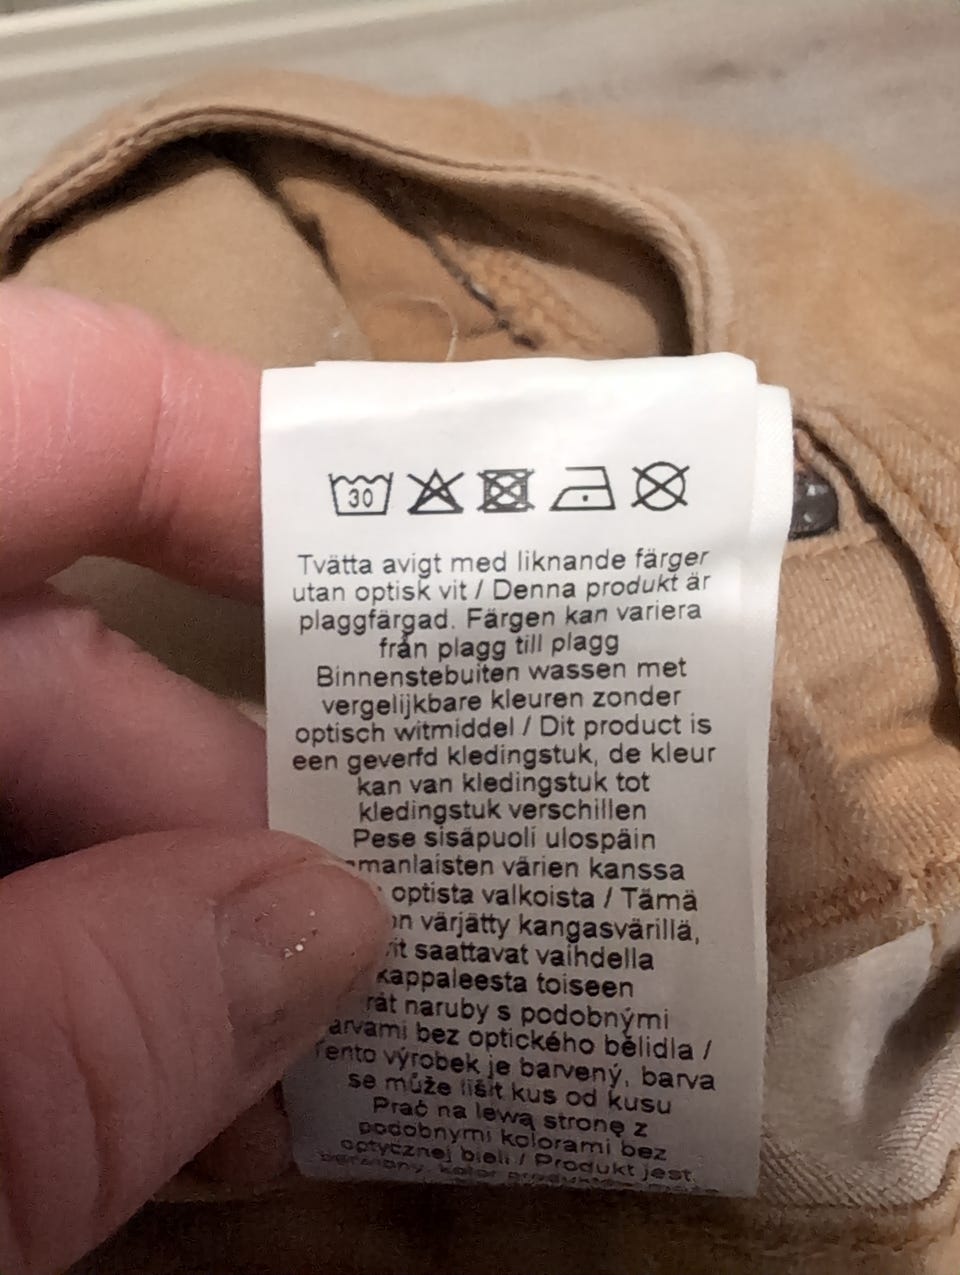 30
Tvätta avigt med liknande färger
utan optisk vit / Denna produkt är
plaggfärgad. Färgen kan variera
från plagg till plagg
Binnenstebuiten wassen met
vergelijkbare kleuren zonder
optisch witmiddel / Dit product is
een geverfd kledingstuk, de kleur
kan van kledingstuk tot
kledingstuk verschillen
Pese sisäpuoli ulospäin
värien kanssa
optista valkoista / Tämä
värjätty kangasvärillä,
saattavat vaihdella
kappaleesta toiseen
naruby s podobnými
bez optického bělidla /
Tento výrobek je barvený, barva
se může lišit kus od kusu
Prać na lewą stronę z
podobnymi kolorami bez
optycznej bieli / Produkt jest